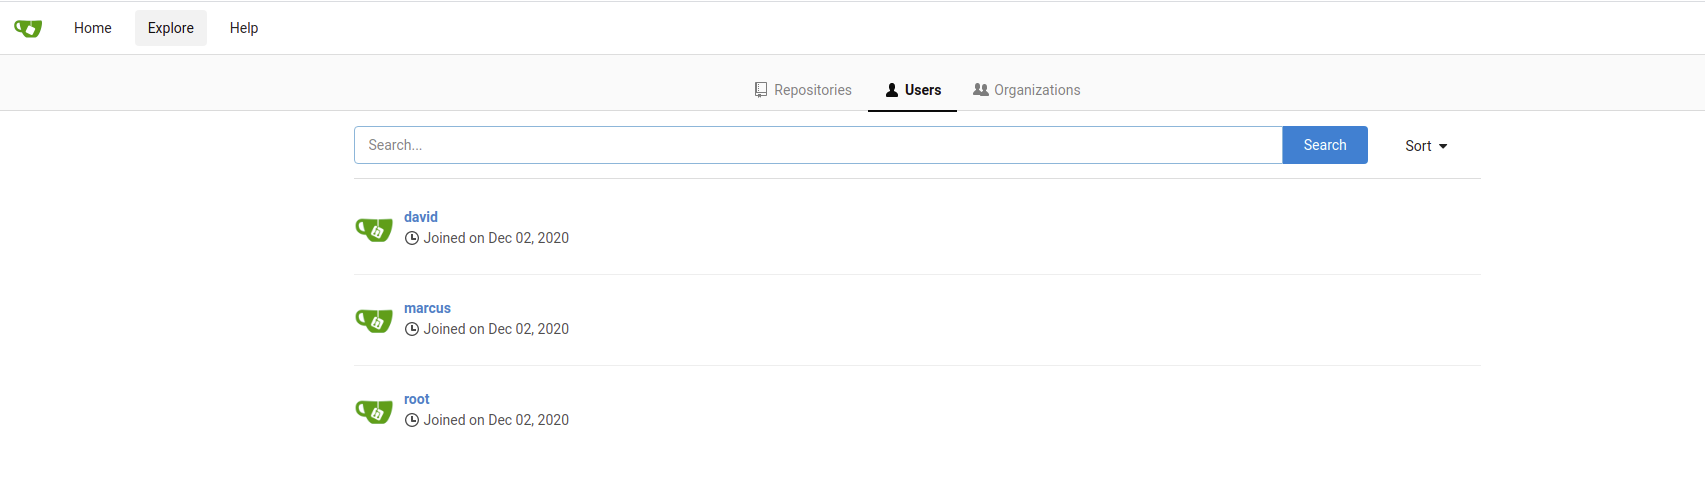 Home Explore Help
Repositories Users Organizations
Search... Search Sort
david
Joined on Dec 02, 2020
marcus
Joined on Dec 02, 2020
root
Joined on Dec 02, 2020